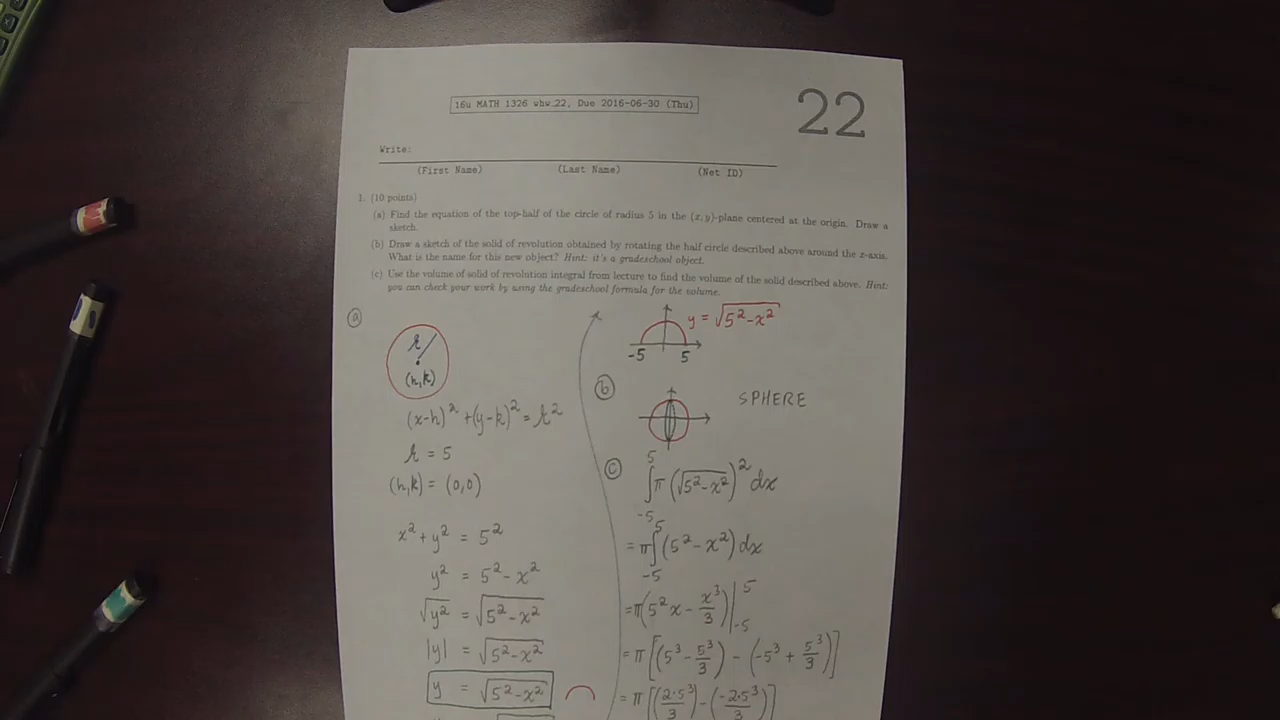 16u MATH 1326 whw_22, Due 2016-06-30 (Thu)
22
Write:
(First Name) (Last Name) (Net ID)
1. (10 points)
(a) Find the equation of the top-half of the circle of radius 5 in the (x, y)-plane centered at the origin. Draw a
sketch.
(b) Draw a sketch of the solid of revolution obtained by rotating the half circle described above around the x-axis.
What is the name for this new object? Hint: it's a gradeschool object.
(c) Use the volume of solid of revolution integral from lecture to find the volume of the solid described above. Hint:
you can check your work by using the gradeschool formula for the volume.
ⓐ
r
(h,k)
(x-h)² + (y-k)² = r²
r = 5
(h,k) = (0,0)
x² + y² = 5²
y² = 5² - x²
√y² = √(5² - x²)
|y| = √(5² - x²)
y = √(5² - x²)
y = √(5² - x²)
-5 5
ⓑ
SPHERE
ⓒ
∫_{-5}^{5} π (√(5² - x²))² dx
= π ∫_{-5}^{5} (5² - x²) dx
= π (5²x - x³/3) |_{-5}^{5}
= π [(5³ - 5³/3) - (-5³ + 5³/3)]
= π [(2·5³/3) - (-2·5³/3)]